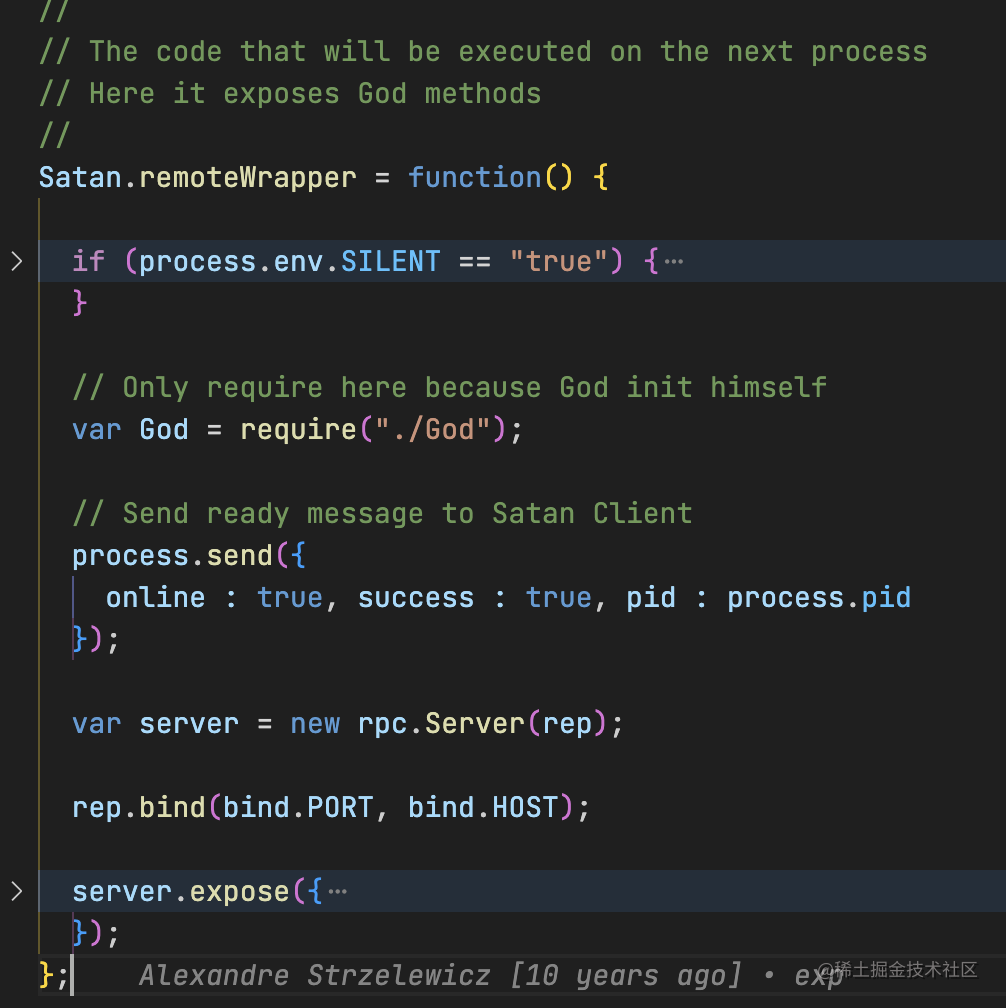 //
// The code that will be executed on the next process
// Here it exposes God methods
//
Satan.remoteWrapper = function() {
if (process.env.SILENT == "true") {…
}
// Only require here because God init himself
var God = require("./God");
// Send ready message to Satan Client
process.send({
online : true, success : true, pid : process.pid
});
var server = new rpc.Server(rep);
rep.bind(bind.PORT, bind.HOST);
server.expose({…
});
}; Alexandre Strzelewicz [10 years ago] • exp
@稀土掘金技术社区